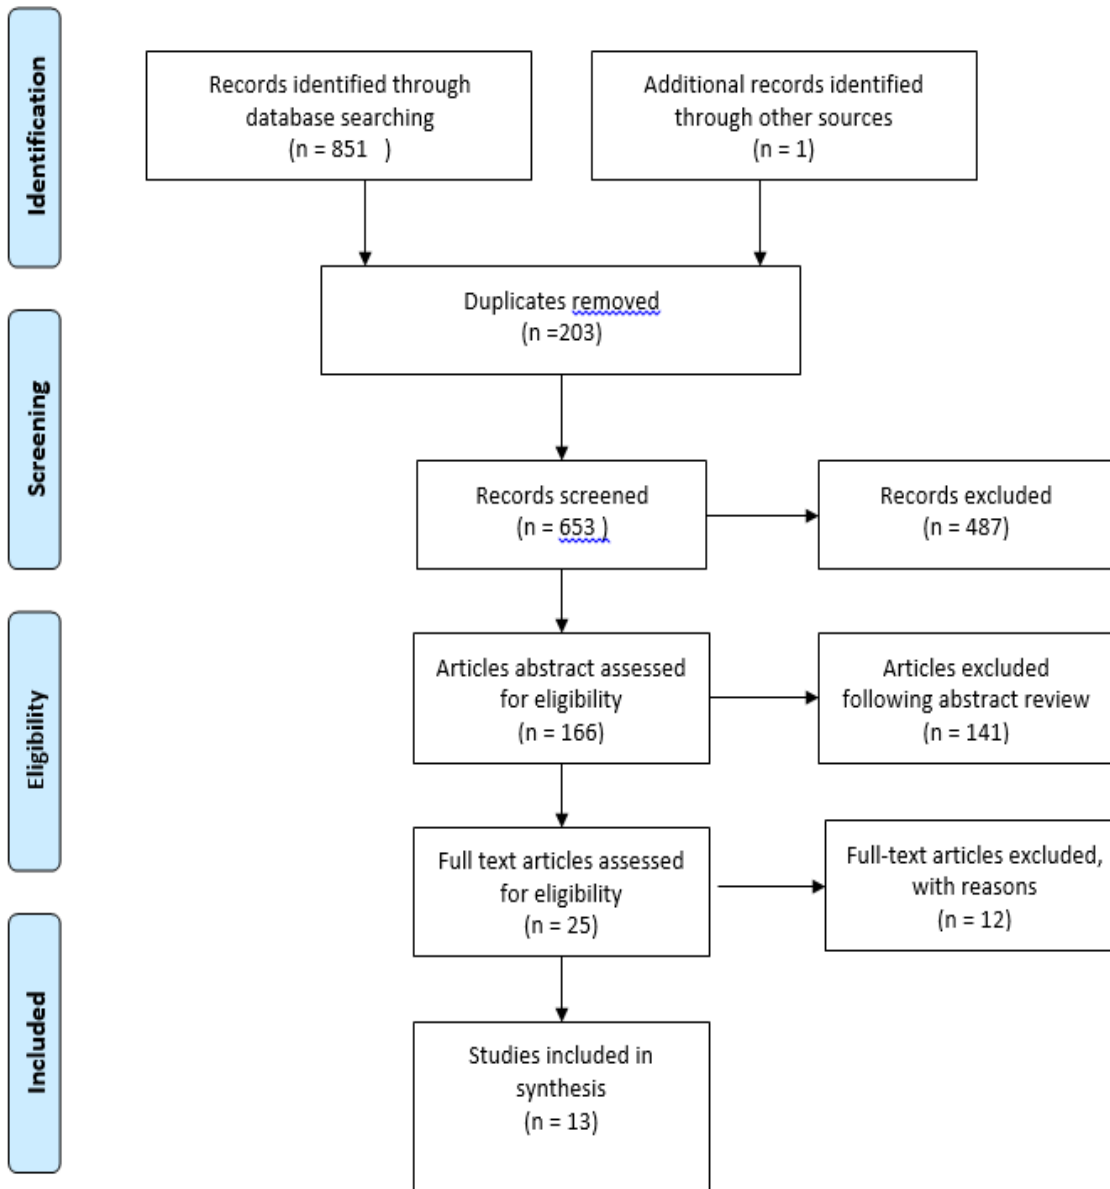 Identification
Records identified through
database searching
(n = 851   )
Additional records identified
through other sources
(n = 1)
Duplicates removed
(n =203)
Screening
Records screened
(n = 653 )
Records excluded
(n = 487)
Eligibility
Articles abstract assessed
for eligibility
(n = 166)
Articles excluded
following abstract review
(n = 141)
Full text articles assessed
for eligibility
(n = 25)
Full-text articles excluded,
with reasons
(n = 12)
Included
Studies included in
synthesis
(n = 13)